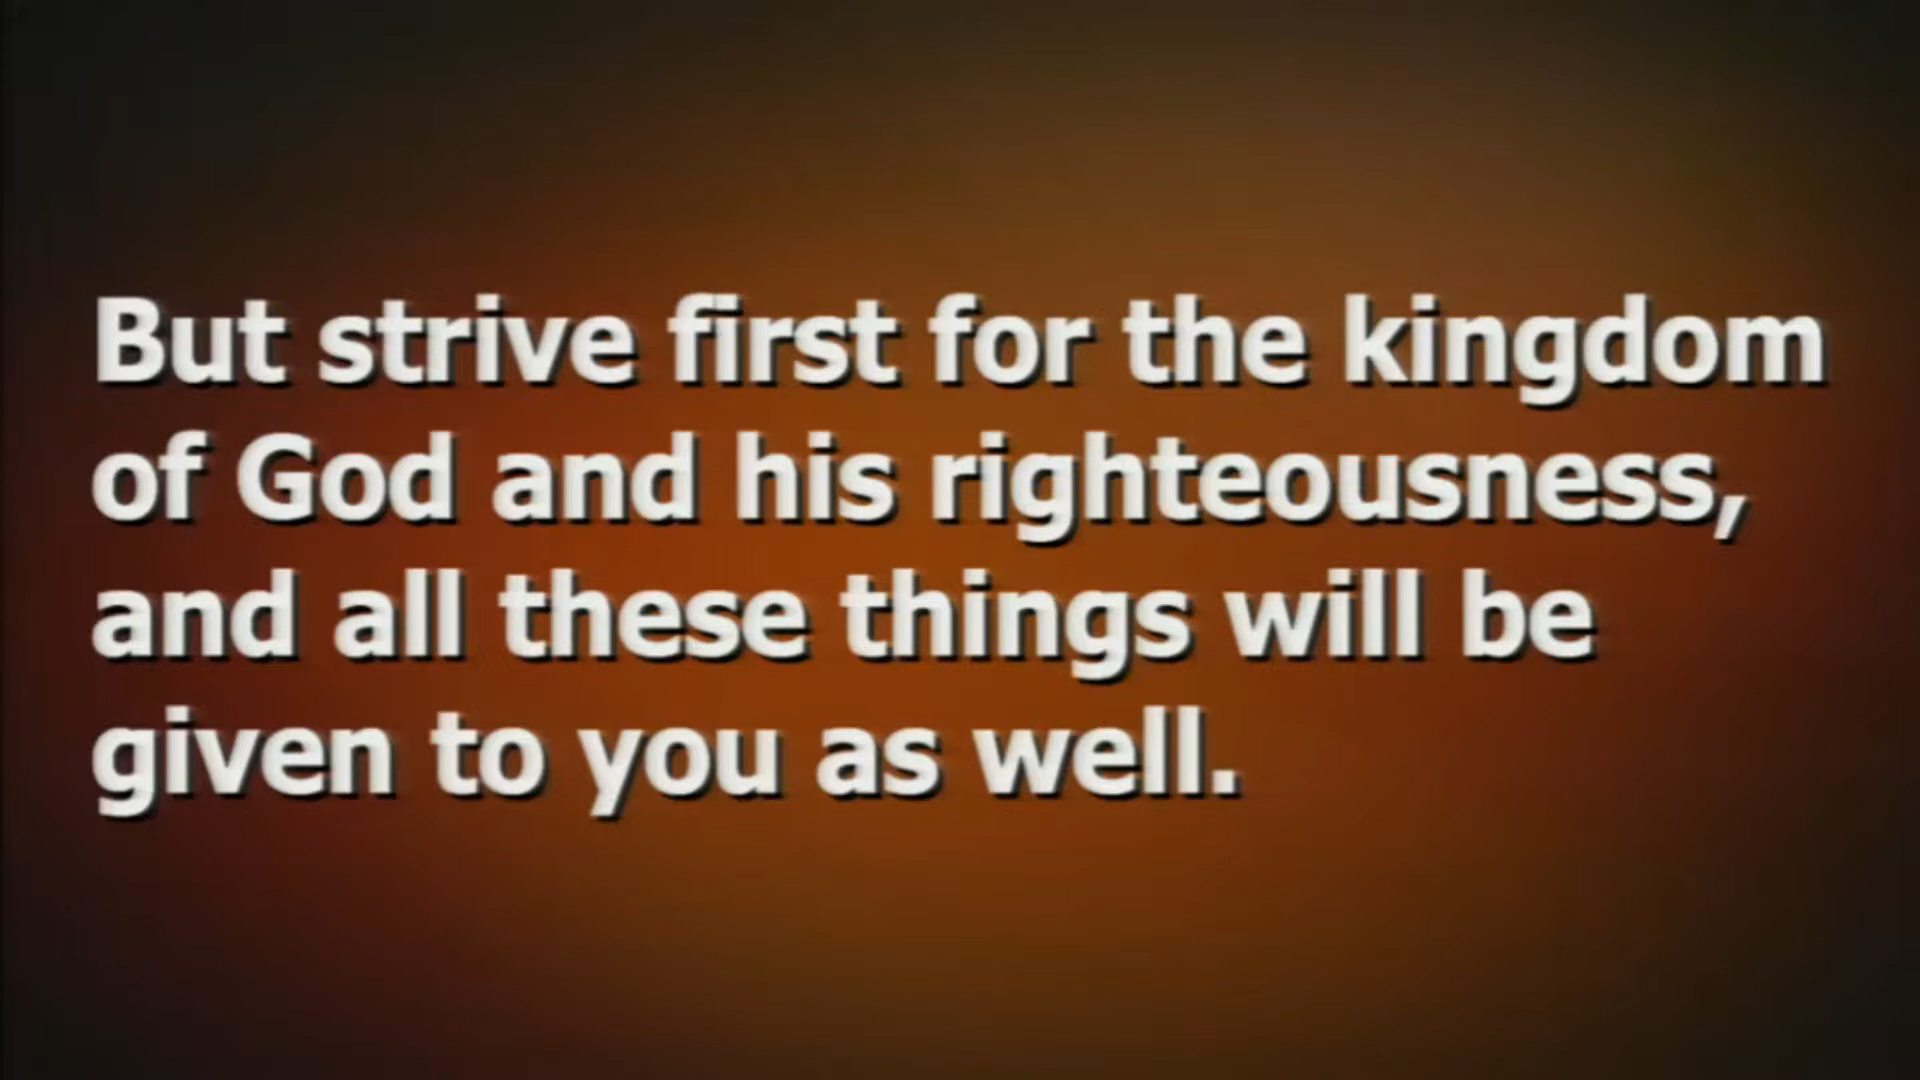 But strive first for the kingdom
of God and his righteousness,
and all these things will be
given to you as well.